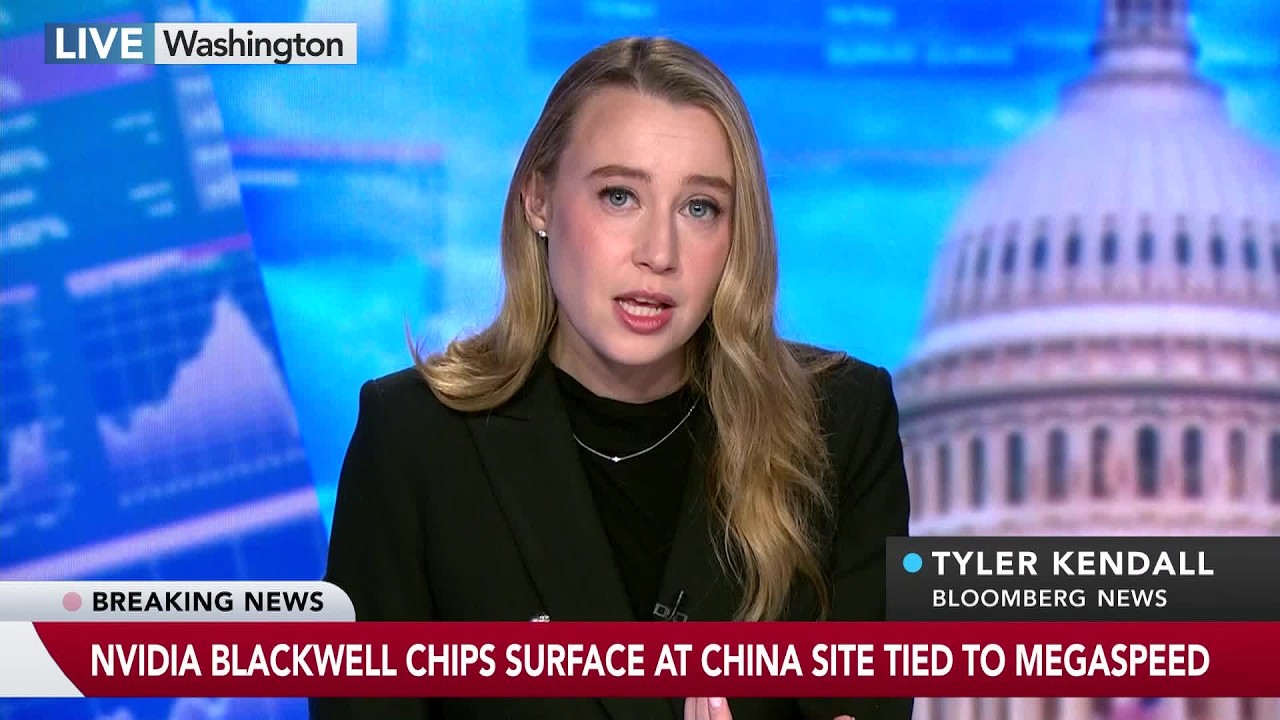 LIVE Washington
TYLER KENDALL
BLOOMBERG NEWS
BREAKING NEWS
NVIDIA BLACKWELL CHIPS SURFACE AT CHINA SITE TIED TO MEGASPEED